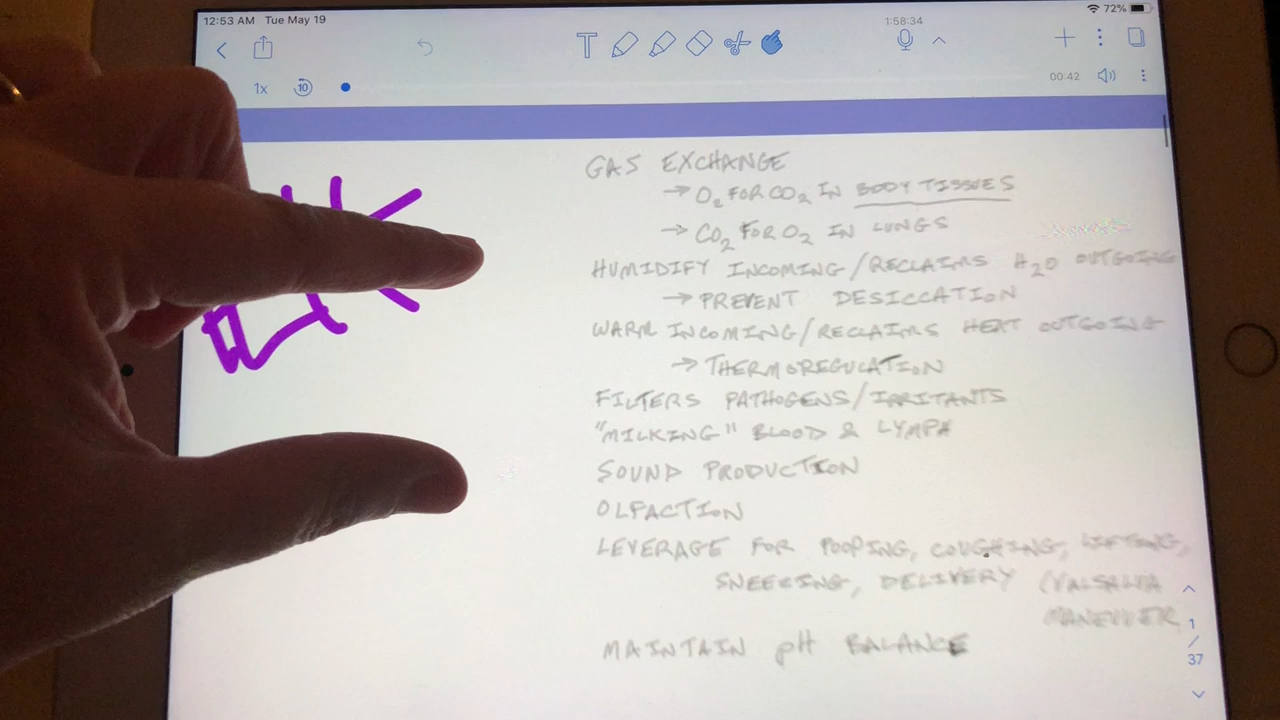 12:53 AM Tue May 19
72%
1:58:34
T
1x
10
00:42
GAS EXCHANGE
→ O₂ FOR CO₂ IN BODY TISSUES
→ CO₂ FOR O₂ IN LUNGS
HUMIDIFY INCOMING/RECLAIMS H₂O OUTGOING
→ PREVENT DESICCATION
WARM INCOMING/RECLAIMS HEAT OUTGOING
→ THERMOREGULATION
FILTERS PATHOGENS/IRRITANTS
"MILKING" BLOOD & LYMPH
SOUND PRODUCTION
OLFACTION
LEVERAGE FOR POOPING, COUGHING, LIFTING,
SNEEZING, DELIVERY (VALSALVA
MANEUVER
MAINTAIN pH BALANCE
1
/
37